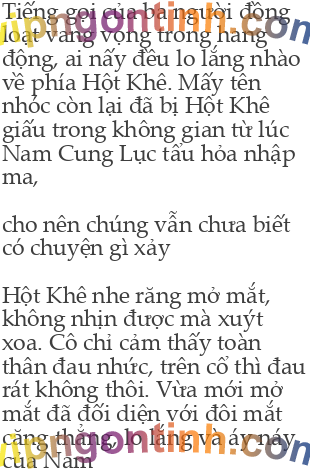 Tiếng gọi của ba người đồng
loạt vang vọng trong hang
động, ai nấy đều lo lắng nhào
về phía Hột Khê. Mấy tên
nhóc còn lại đã bị Hột Khê
giấu trong không gian từ lúc
Nam Cung Lục tẩu hỏa nhập
ma,
cho nên chúng vẫn chưa biết
có chuyện gì xảy
Hột Khê nhe răng mở mắt,
không nhịn được mà xuýt
xoa. Cô chỉ cảm thấy toàn
thân đau nhức, trên cổ thì đau
rát không thôi. Vừa mới mở
mắt đã đối diện với đôi mắt
căng thẳng, lo lắng và áy náy
của Nam